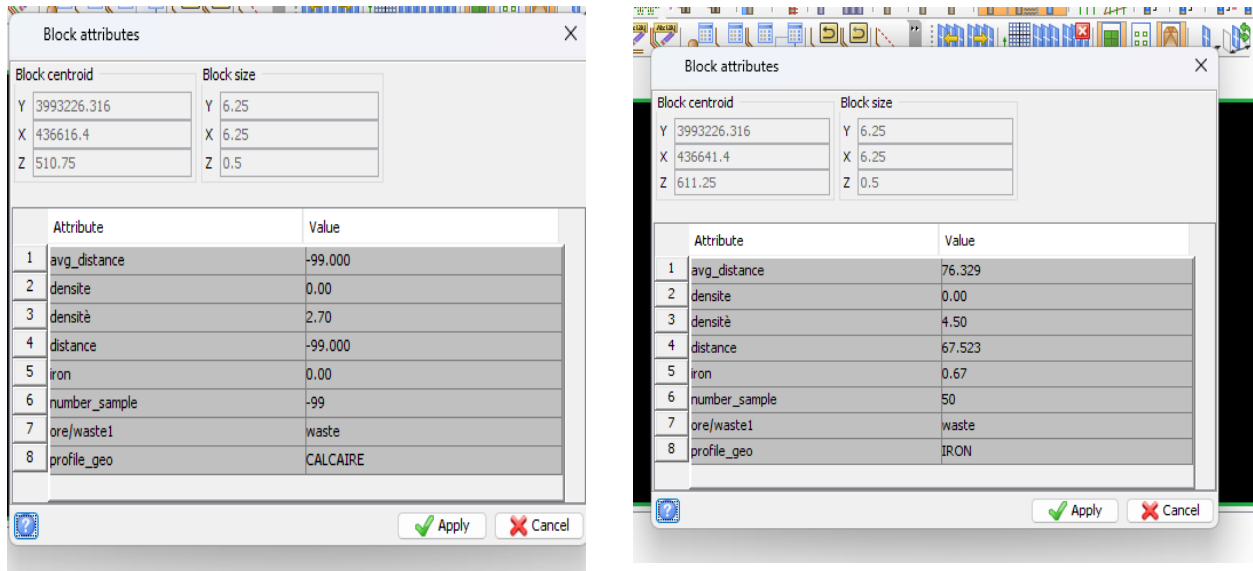 Block attributes
Block centroid Block size
Y 3993226.316 Y 6.25
X 436616.4 X 6.25
Z 510.75 Z 0.5
Attribute Value
1 avg_distance -99.000
2 densite 0.00
3 densitè 2.70
4 distance -99.000
5 iron 0.00
6 number_sample -99
7 ore/waste1 waste
8 profile_geo CALCAIRE
Apply Cancel
Block attributes
Block centroid Block size
Y 3993226.316 Y 6.25
X 436641.4 X 6.25
Z 611.25 Z 0.5
Attribute Value
1 avg_distance 76.329
2 densite 0.00
3 densitè 4.50
4 distance 67.523
5 iron 0.67
6 number_sample 50
7 ore/waste1 waste
8 profile_geo IRON
Apply Cancel